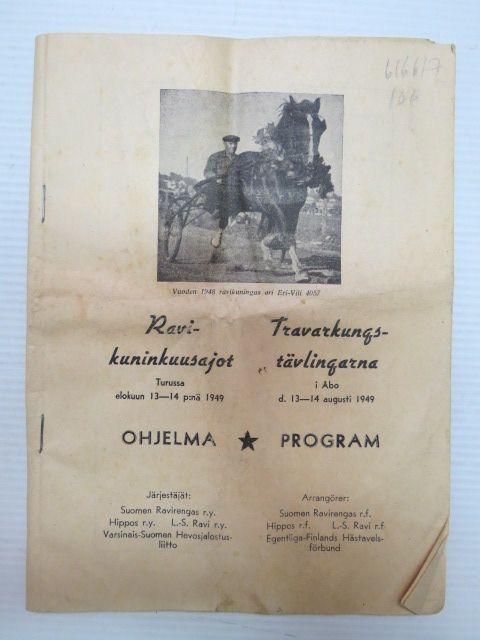 616617
10€
Vuoden 1948 ravikuningas ori Eri-Vili 4057
Ravi-
kuninkuusajot
Turussa
elokuun 13—14 p:nä 1949
Travarkungs-
tävlingarna
i Åbo
d. 13—14 augusti 1949
OHJELMA ★ PROGRAM
Järjestäjät:
Suomen Ravirengas r.y.
Hippos r.y. L.-S. Ravi r.y.
Varsinais-Suomen Hevosjalostus-
liitto
Arrangörer:
Suomen Ravirengas r.f.
Hippos r.f. L.-S. Ravi r.f.
Egentliga-Finlands Hästavels-
förbund